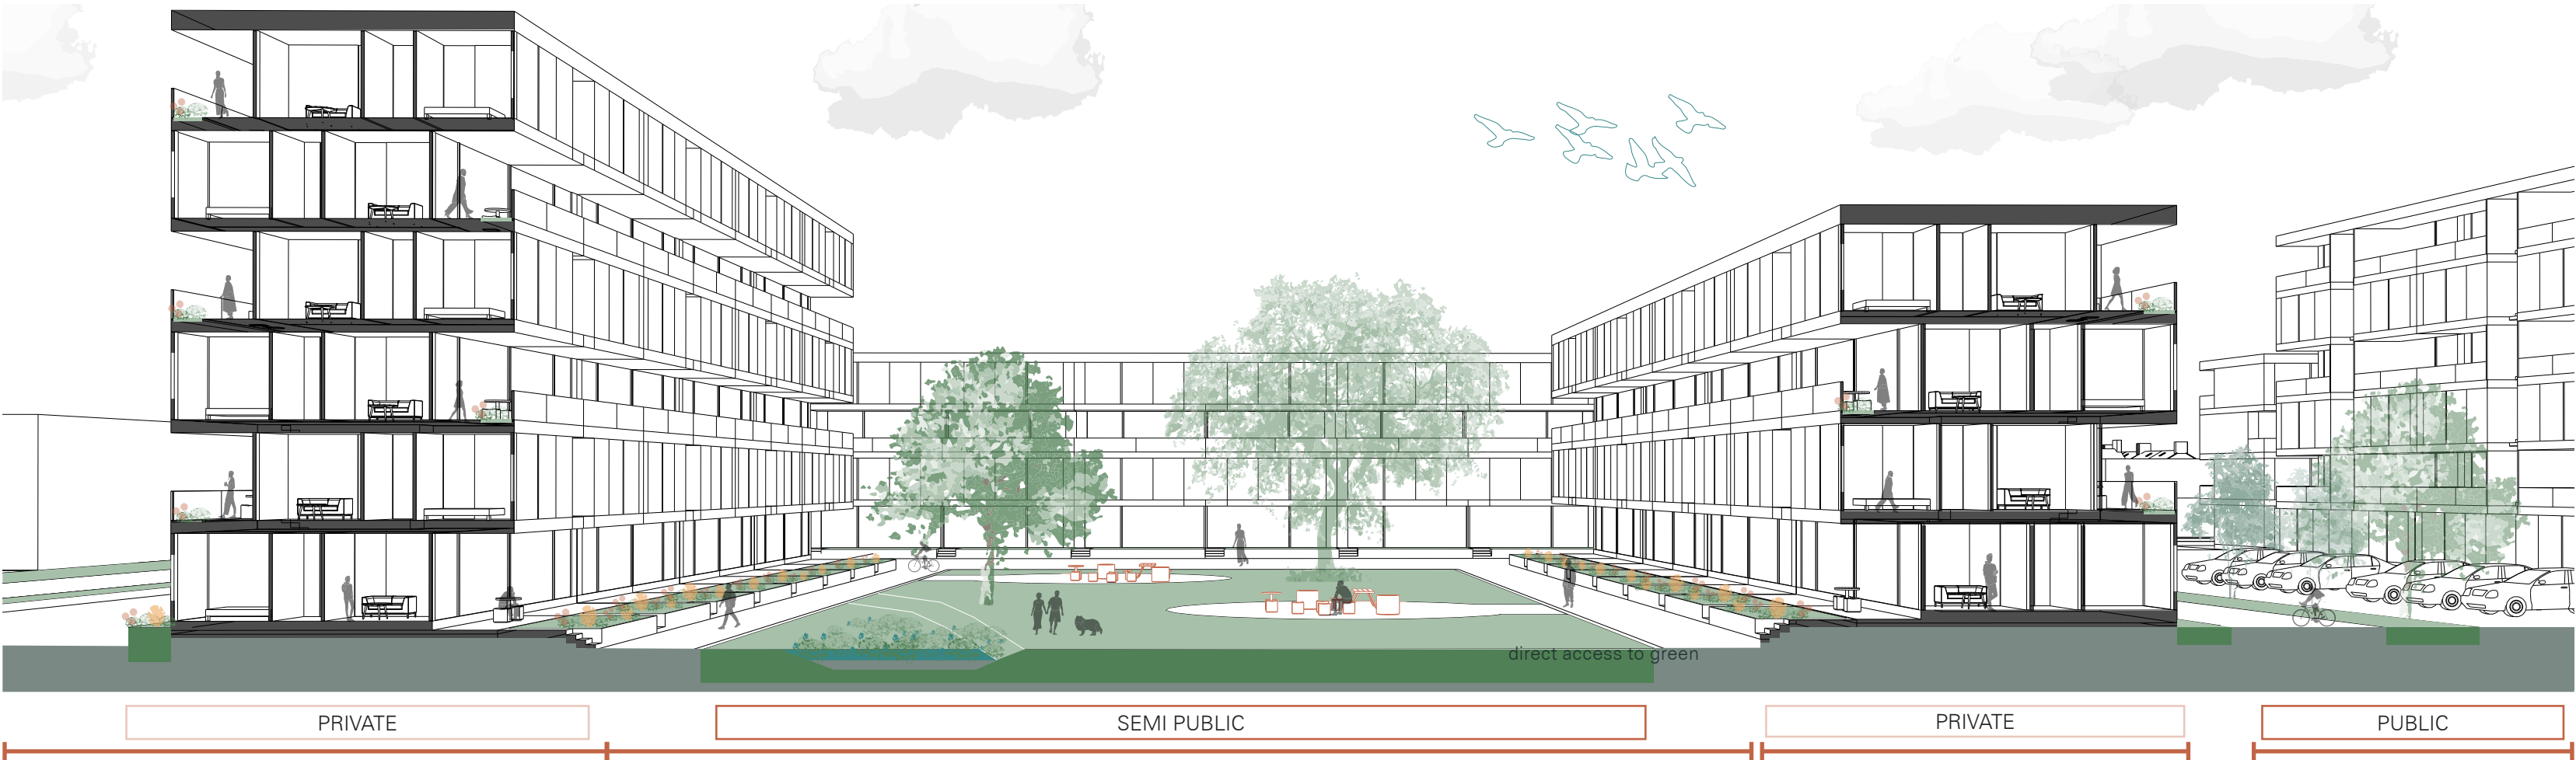 direct access to green
PRIVATE
SEMI PUBLIC
PRIVATE
PUBLIC